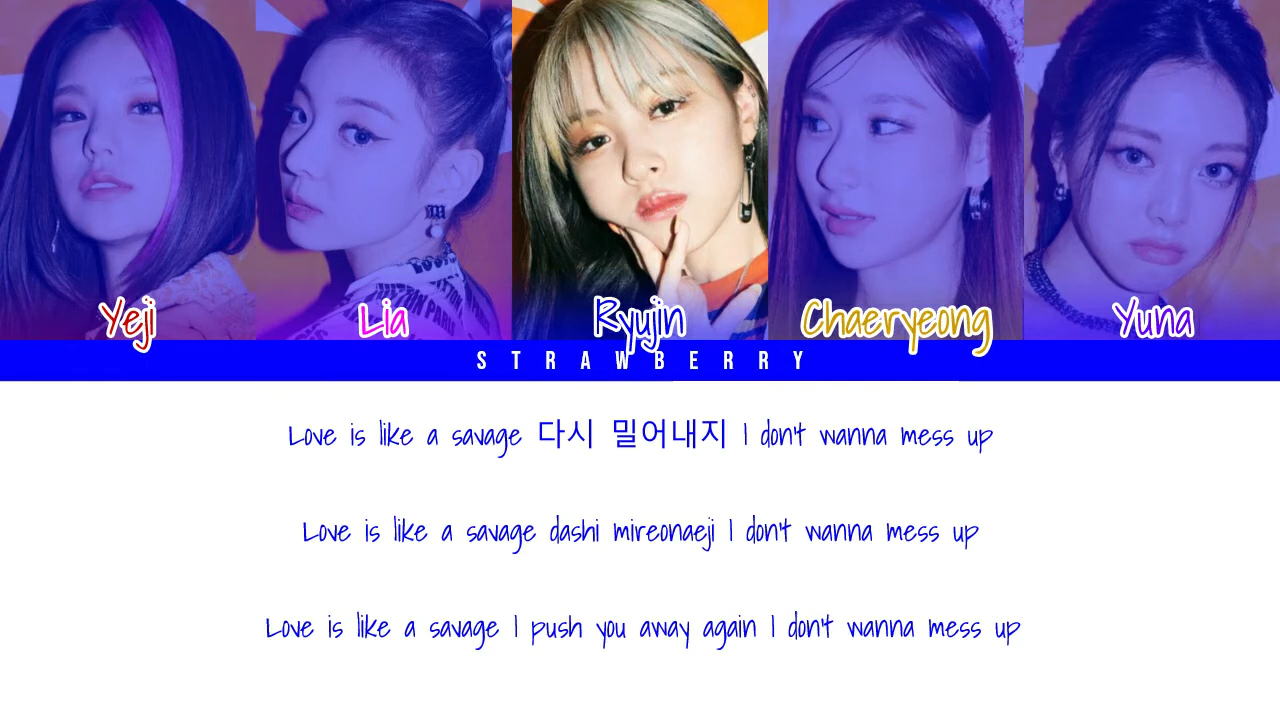 Yeji
Lia
Ryujin
Chaeryeong
Yuna
STRAWBERRY
Love is like a savage 다시 밀어내지 I don't wanna mess up
Love is like a savage dashi mireonaeji I don't wanna mess up
Love is like a savage I push you away again I don't wanna mess up